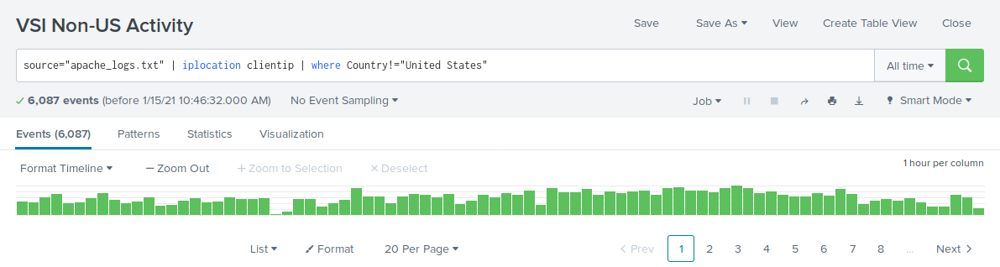 VSI Non-US Activity
Save Save As View Create Table View Close
source="apache_logs.txt" | iplocation clientip | where Country!="United States"
All time
6,087 events (before 1/15/21 10:46:32.000 AM) No Event Sampling
Job Smart Mode
Events (6,087) Patterns Statistics Visualization
Format Timeline — Zoom Out + Zoom to Selection × Deselect
1 hour per column
List Format 20 Per Page
< Prev 1 2 3 4 5 6 7 8 ... Next >